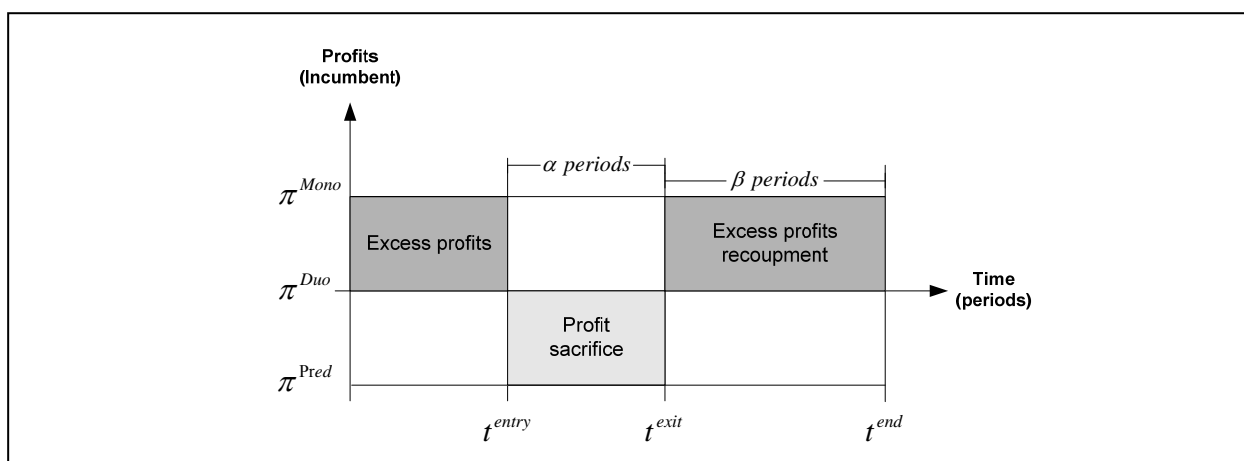 Profits
(Incumbent)
α periods
β periods
π^Mono
Excess profits
Excess profits
recoupment
π^Duo
Time
(periods)
Profit
sacrifice
π^Pred
t^entry
t^exit
t^end